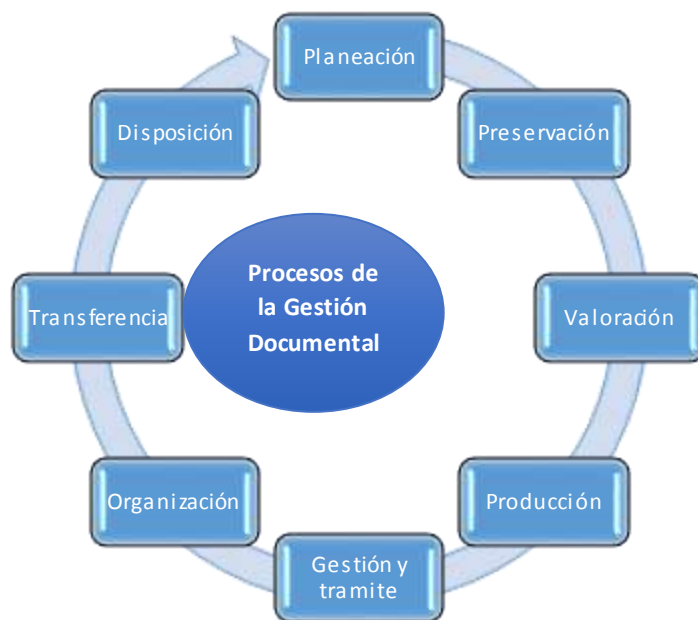 Planeación
Preservación
Valoración
Producción
Gestión y
tramite
Organización
Transferencia
Disposición
Procesos de
la Gestión
Documental